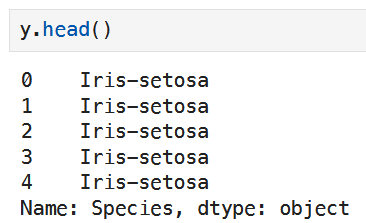 y.head()
0    Iris-setosa
1    Iris-setosa
2    Iris-setosa
3    Iris-setosa
4    Iris-setosa
Name: Species, dtype: object